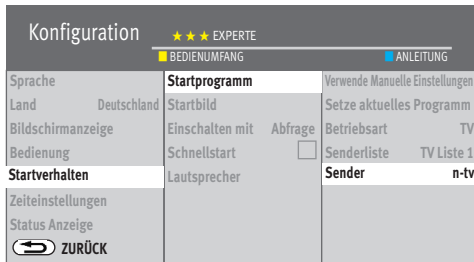 Konfiguration
EXPERTE
BEDIENUMFANG
ANLEITUNG
Sprache
Land Deutschland
Bildschirmanzeige
Bedienung
Startverhalten
Zeiteinstellungen
Status Anzeige
ZURÜCK
Startprogramm
Startbild
Einschalten mit Abfrage
Schnellstart
Lautsprecher
Verwende Manuelle Einstellungen
Setze aktuelles Programm
Betriebsart TV
Senderliste TV Liste 1
Sender n-tv